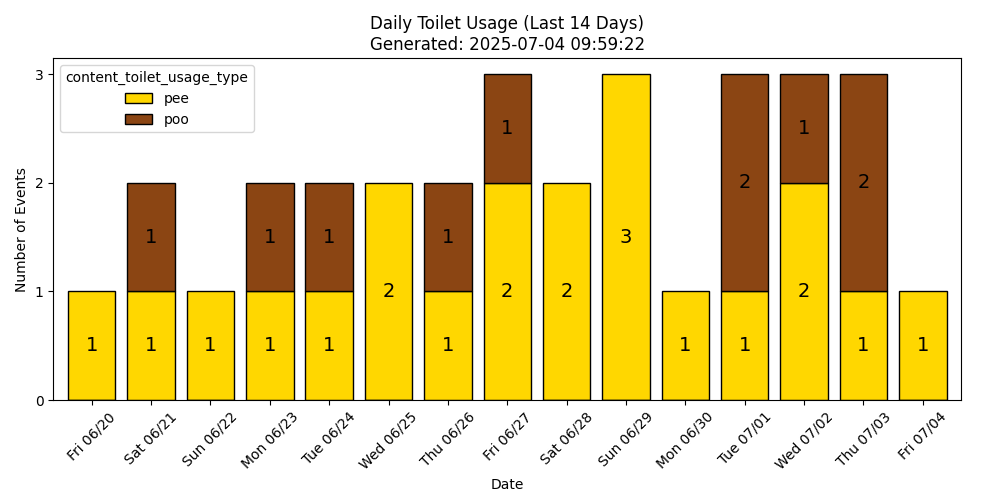 Daily Toilet Usage (Last 14 Days)
Generated: 2025-07-04 09:59:22
content_toilet_usage_type
pee
poo
Number of Events
3
2
1
0
1
1
1
1
1
1
1
1
2
1
1
1
2
2
3
1
2
1
1
2
2
1
1
Fri 06/20
Sat 06/21
Sun 06/22
Mon 06/23
Tue 06/24
Wed 06/25
Thu 06/26
Fri 06/27
Sat 06/28
Sun 06/29
Mon 06/30
Tue 07/01
Wed 07/02
Thu 07/03
Fri 07/04
Date